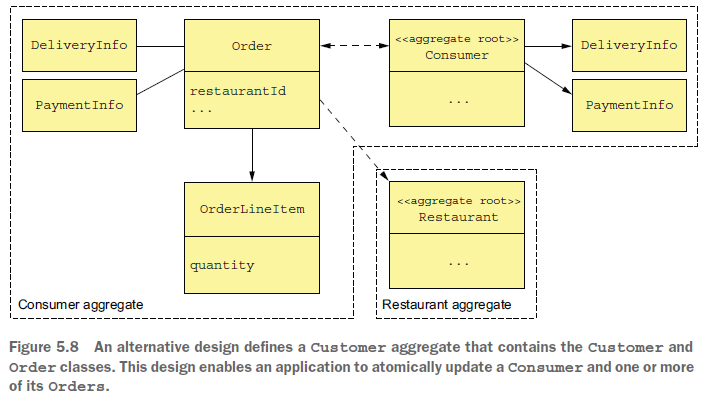 DeliveryInfo
Order
<<aggregate root>>
Consumer
DeliveryInfo
PaymentInfo
restaurantId
...
...
PaymentInfo
OrderLineItem
<<aggregate root>>
Restaurant
quantity
...
Consumer aggregate
Restaurant aggregate
Figure 5.8 An alternative design defines a Customer aggregate that contains the Customer and
Order classes. This design enables an application to atomically update a Consumer and one or more
of its Orders.